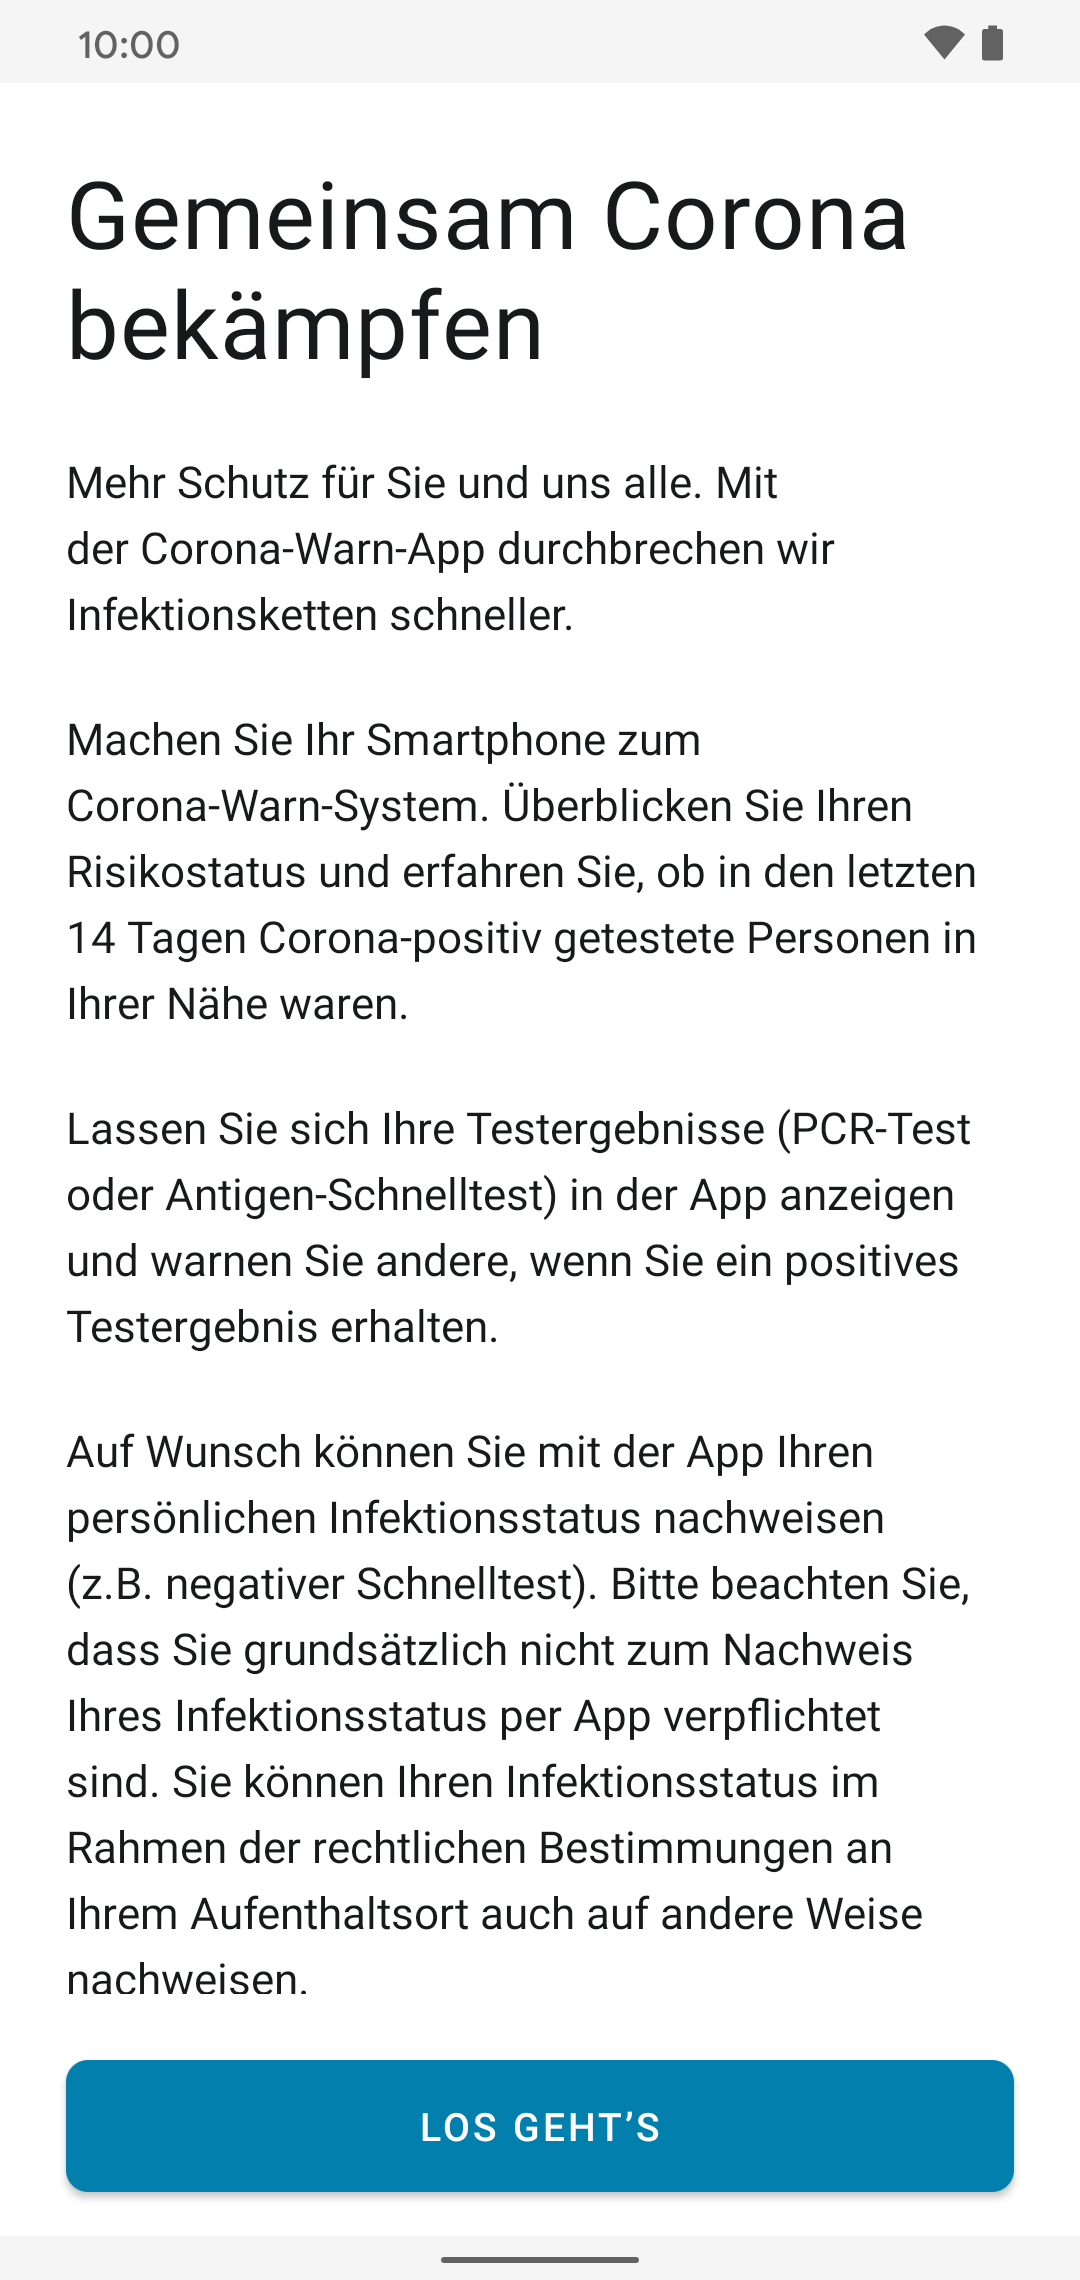 10:00
Gemeinsam Corona
bekämpfen
Mehr Schutz für Sie und uns alle. Mit
der Corona-Warn-App durchbrechen wir
Infektionsketten schneller.
Machen Sie Ihr Smartphone zum
Corona-Warn-System. Überblicken Sie Ihren
Risikostatus und erfahren Sie, ob in den letzten
14 Tagen Corona-positiv getestete Personen in
Ihrer Nähe waren.
Lassen Sie sich Ihre Testergebnisse (PCR-Test
oder Antigen-Schnelltest) in der App anzeigen
und warnen Sie andere, wenn Sie ein positives
Testergebnis erhalten.
Auf Wunsch können Sie mit der App Ihren
persönlichen Infektionsstatus nachweisen
(z.B. negativer Schnelltest). Bitte beachten Sie,
dass Sie grundsätzlich nicht zum Nachweis
Ihres Infektionsstatus per App verpflichtet
sind. Sie können Ihren Infektionsstatus im
Rahmen der rechtlichen Bestimmungen an
Ihrem Aufenthaltsort auch auf andere Weise
nachweisen.
LOS GEHT’S